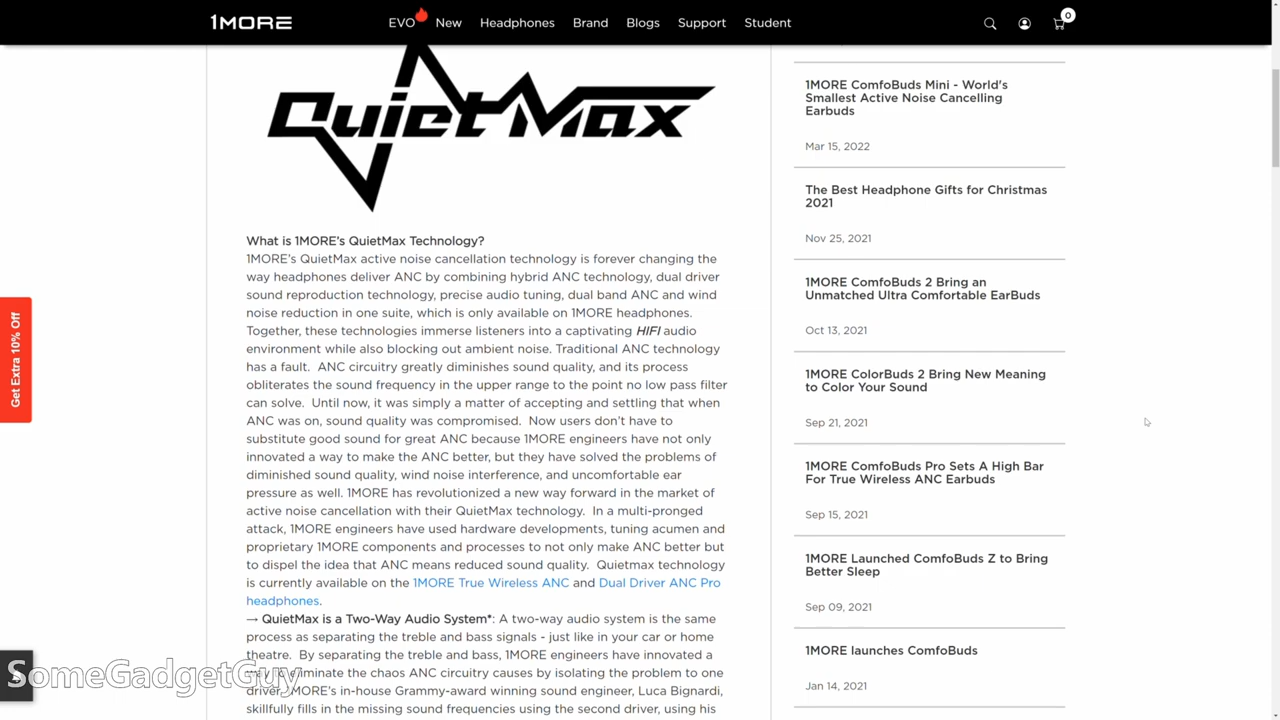 1MORE
EVO New Headphones Brand Blogs Support Student
0
QuietMax
What is 1MORE's QuietMax Technology?
1MORE's QuietMax active noise cancellation technology is forever changing the
way headphones deliver ANC by combining hybrid ANC technology, dual driver
sound reproduction technology, precise audio tuning, dual band ANC and wind
noise reduction in one suite, which is only available on 1MORE headphones.
Together, these technologies immerse listeners into a captivating HIFI audio
environment while also blocking out ambient noise. Traditional ANC technology
has a fault.  ANC circuitry greatly diminishes sound quality, and its process
obliterates the sound frequency in the upper range to the point no low pass filter
can solve.  Until now, it was simply a matter of accepting and settling that when
ANC was on, sound quality was compromised.  Now users don't have to
substitute good sound for great ANC because 1MORE engineers have not only
innovated a way to make the ANC better, but they have solved the problems of
diminished sound quality, wind noise interference, and uncomfortable ear
pressure as well. 1MORE has revolutionized a new way forward in the market of
active noise cancellation with their QuietMax technology.  In a multi-pronged
attack, 1MORE engineers have used hardware developments, tuning acumen and
proprietary 1MORE components and processes to not only make ANC better but
to dispel the idea that ANC means reduced sound quality.  Quietmax technology
is currently available on the 1MORE True Wireless ANC and Dual Driver ANC Pro
headphones.
→ QuietMax is a Two-Way Audio System*: A two-way audio system is the same
process as separating the treble and bass signals - just like in your car or home
theatre.  By separating the treble and bass, 1MORE engineers have innovated a
way to eliminate the chaos ANC circuitry causes by isolating the problem to one
driver. 1MORE's in-house Grammy-award winning sound engineer, Luca Bignardi,
skillfully fills in the missing sound frequencies using the second driver, using his
1MORE ComfoBuds Mini - World's
Smallest Active Noise Cancelling
Earbuds
Mar 15, 2022
The Best Headphone Gifts for Christmas
2021
Nov 25, 2021
1MORE ComfoBuds 2 Bring an
Unmatched Ultra Comfortable EarBuds
Oct 13, 2021
1MORE ColorBuds 2 Bring New Meaning
to Color Your Sound
Sep 21, 2021
1MORE ComfoBuds Pro Sets A High Bar
For True Wireless ANC Earbuds
Sep 15, 2021
1MORE Launched ComfoBuds Z to Bring
Better Sleep
Sep 09, 2021
1MORE launches ComfoBuds
Jan 14, 2021
Get Extra 10% Off
SomeGadgetGuy